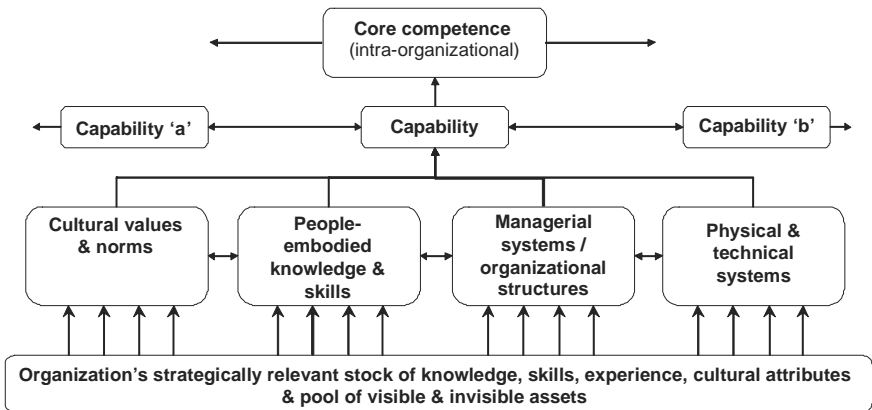 Core competence
(intra-organizational)
Capability ‘a’
Capability
Capability ‘b’
Cultural values
& norms
People-
embodied
knowledge &
skills
Managerial
systems /
organizational
structures
Physical &
technical
systems
Organization’s strategically relevant stock of knowledge, skills, experience, cultural attributes
& pool of visible & invisible assets